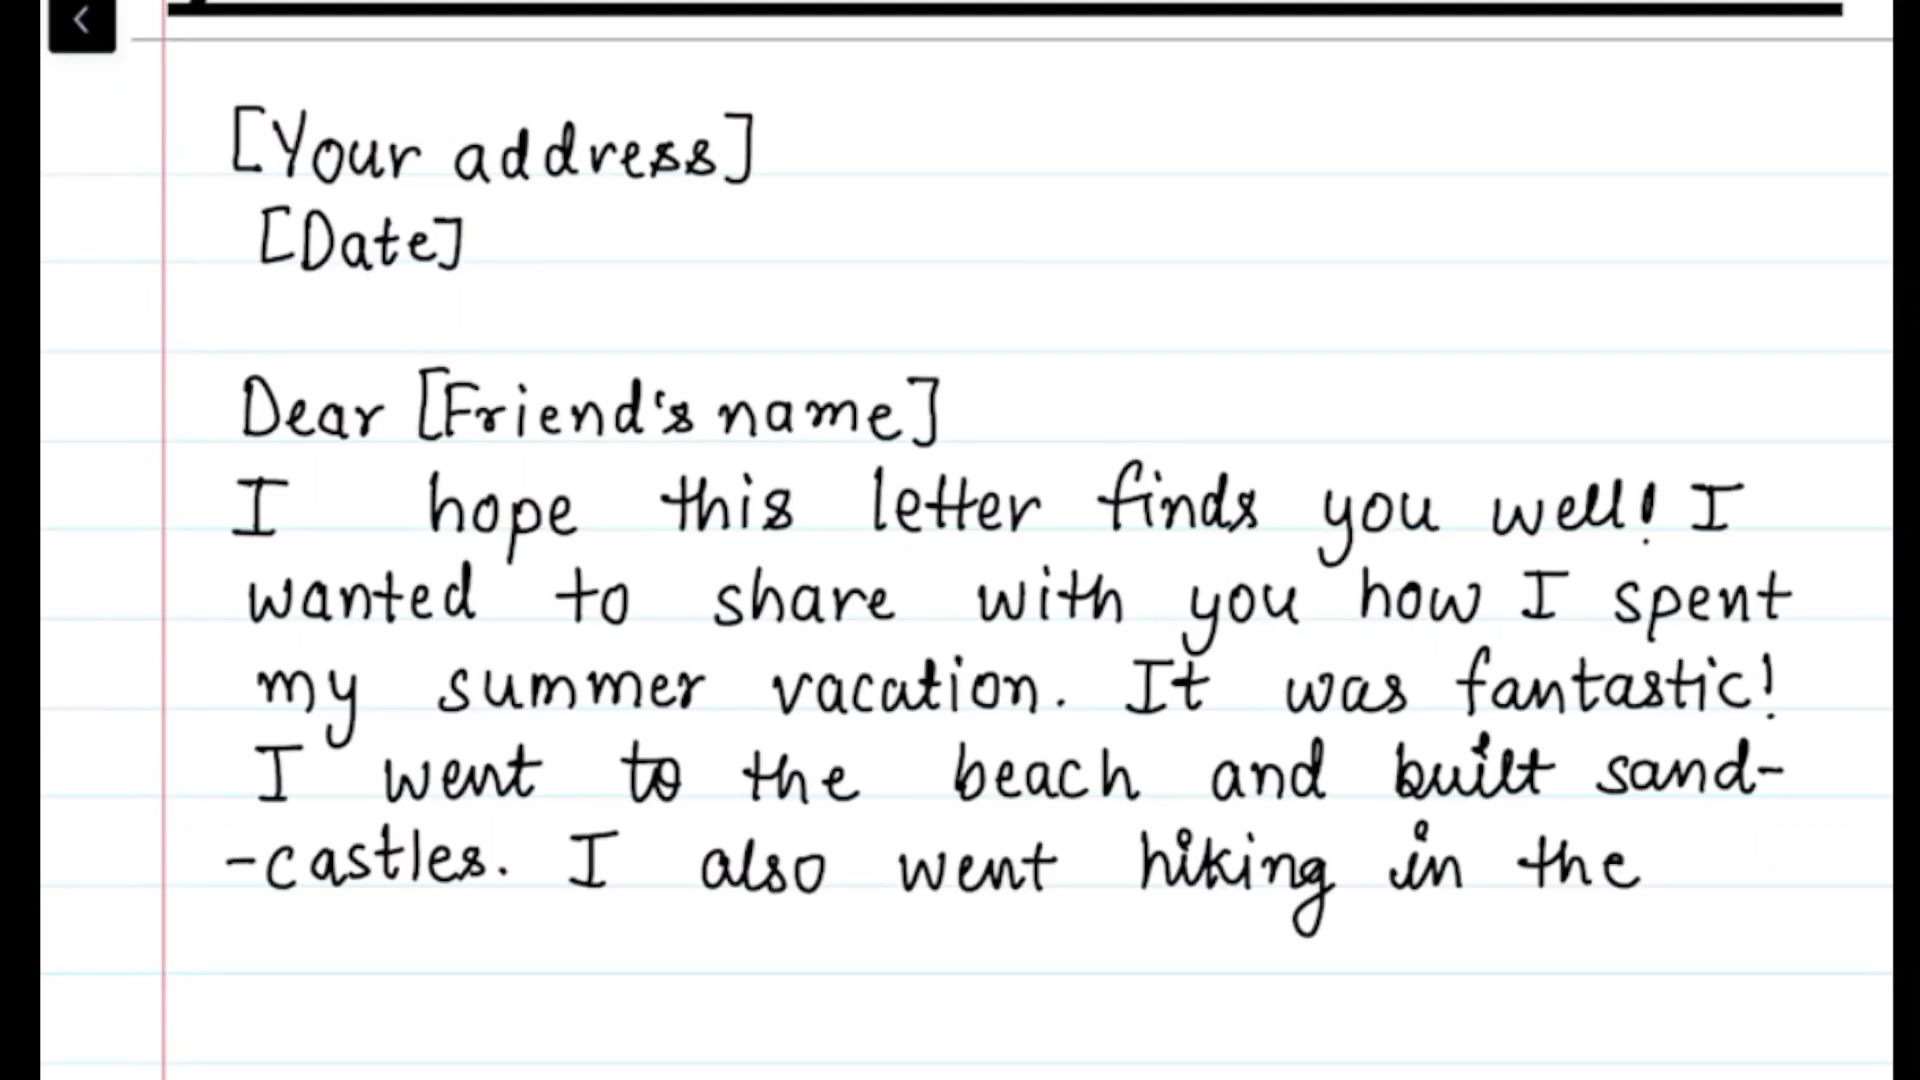 [Your address]
[Date]
Dear [Friend's name]
I hope this letter finds you well! I
wanted to share with you how I spent
my summer vacation. It was fantastic!
I went to the beach and built sand-
-castles. I also went hiking in the